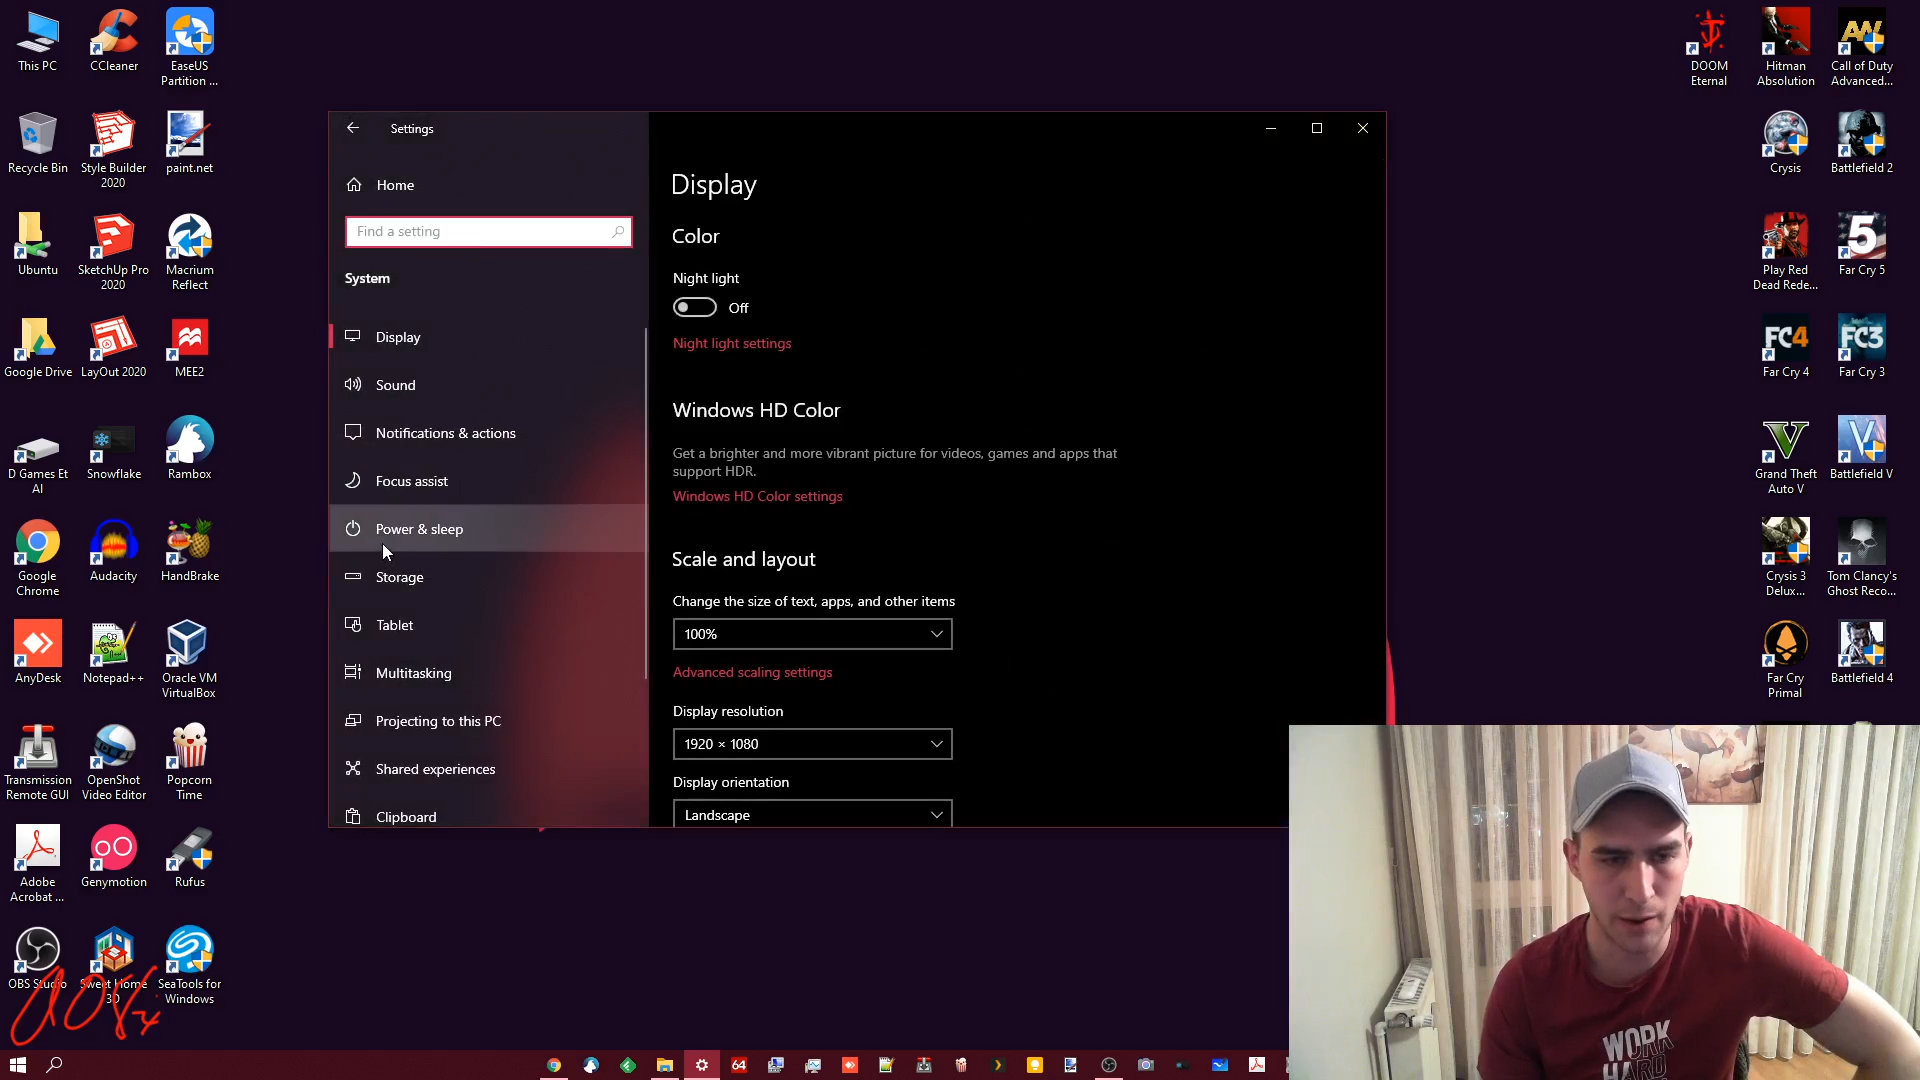 This PC
CCleaner
EaseUS
Partition ...
Recycle Bin
Style Builder
2020
paint.net
Ubuntu
SketchUp Pro
2020
Macrium
Reflect
Google Drive
LayOut 2020
MEE2
D Games Et
Al
Snowflake
Rambox
Google
Chrome
Audacity
HandBrake
AnyDesk
Notepad++
Oracle VM
VirtualBox
Transmission
Remote GUI
OpenShot
Video Editor
Popcorn
Time
Adobe
Acrobat ...
Genymotion
Rufus
OBS Studio
Sweet Home
3D
SeaTools for
Windows
Settings
Home
Find a setting
System
Display
Sound
Notifications & actions
Focus assist
Power & sleep
Storage
Tablet
Multitasking
Projecting to this PC
Shared experiences
Clipboard
Display
Color
Night light
Off
Night light settings
Windows HD Color
Get a brighter and more vibrant picture for videos, games and apps that
support HDR.
Windows HD Color settings
Scale and layout
Change the size of text, apps, and other items
100%
Advanced scaling settings
Display resolution
1920 × 1080
Display orientation
Landscape
DOOM
Eternal
Hitman
Absolution
AW
Call of Duty
Advanced...
Crysis
Battlefield 2
Play Red
Dead Rede...
5
Far Cry 5
FC4
Far Cry 4
FC3
Far Cry 3
V
Grand Theft
Auto V
V
Battlefield V
Crysis 3
Delux...
Tom Clancy's
Ghost Reco...
Far Cry
Primal
Battlefield 4
64
WORK
HARD